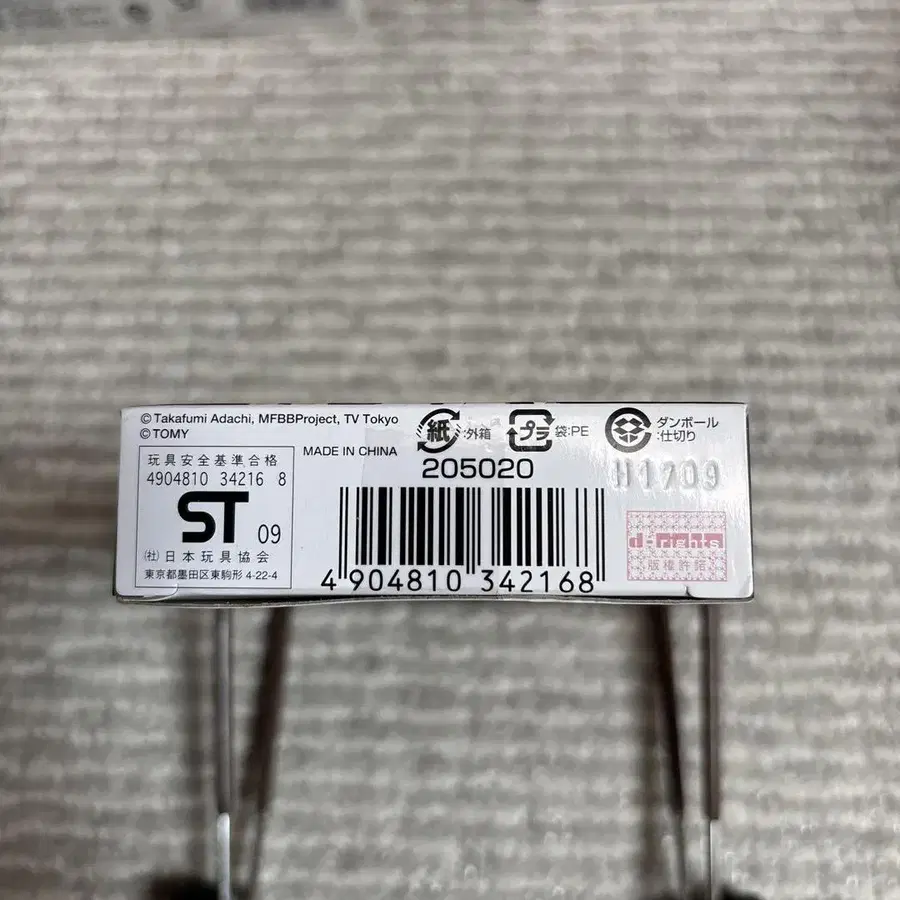 ©Takafumi Adachi, MFBBProject, TV Tokyo
©TOMY
MADE IN CHINA
紙 :外箱
プラ 袋:PE
ダンボール
:仕切り
玩具安全基準合格
4904810 34216 8
ST 09
(社)日本玩具協会
東京都墨田区東駒形 4-22-4
205020
4 904810 342168
H1709
d-rights
版權許諾